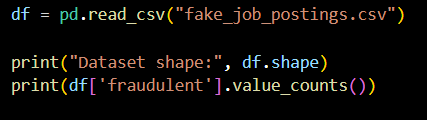 df = pd.read_csv("fake_job_postings.csv")
print("Dataset shape:", df.shape)
print(df['fraudulent'].value_counts())